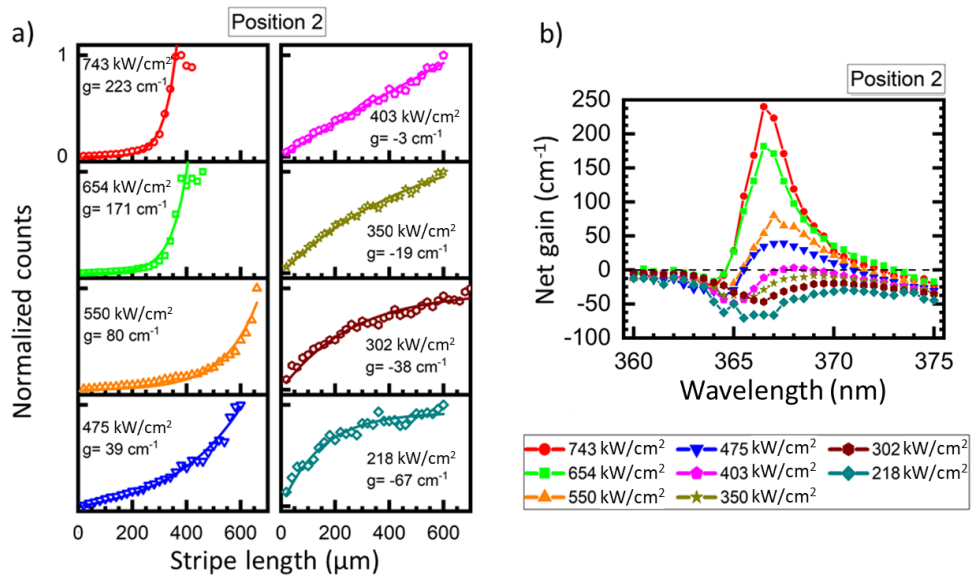 a)
Position 2
Normalized counts
1
0
743 kW/cm²
g= 223 cm⁻¹
654 kW/cm²
g= 171 cm⁻¹
550 kW/cm²
g= 80 cm⁻¹
475 kW/cm²
g= 39 cm⁻¹
403 kW/cm²
g= -3 cm⁻¹
350 kW/cm²
g= -19 cm⁻¹
302 kW/cm²
g= -38 cm⁻¹
218 kW/cm²
g= -67 cm⁻¹
0 200 400 600 0 200 400 600
Stripe length (µm)
b)
Position 2
Net gain (cm⁻¹)
250
200
150
100
50
0
-50
-100
360 365 370 375
Wavelength (nm)
743 kW/cm² 475 kW/cm² 302 kW/cm²
654 kW/cm² 403 kW/cm² 218 kW/cm²
550 kW/cm² 350 kW/cm²